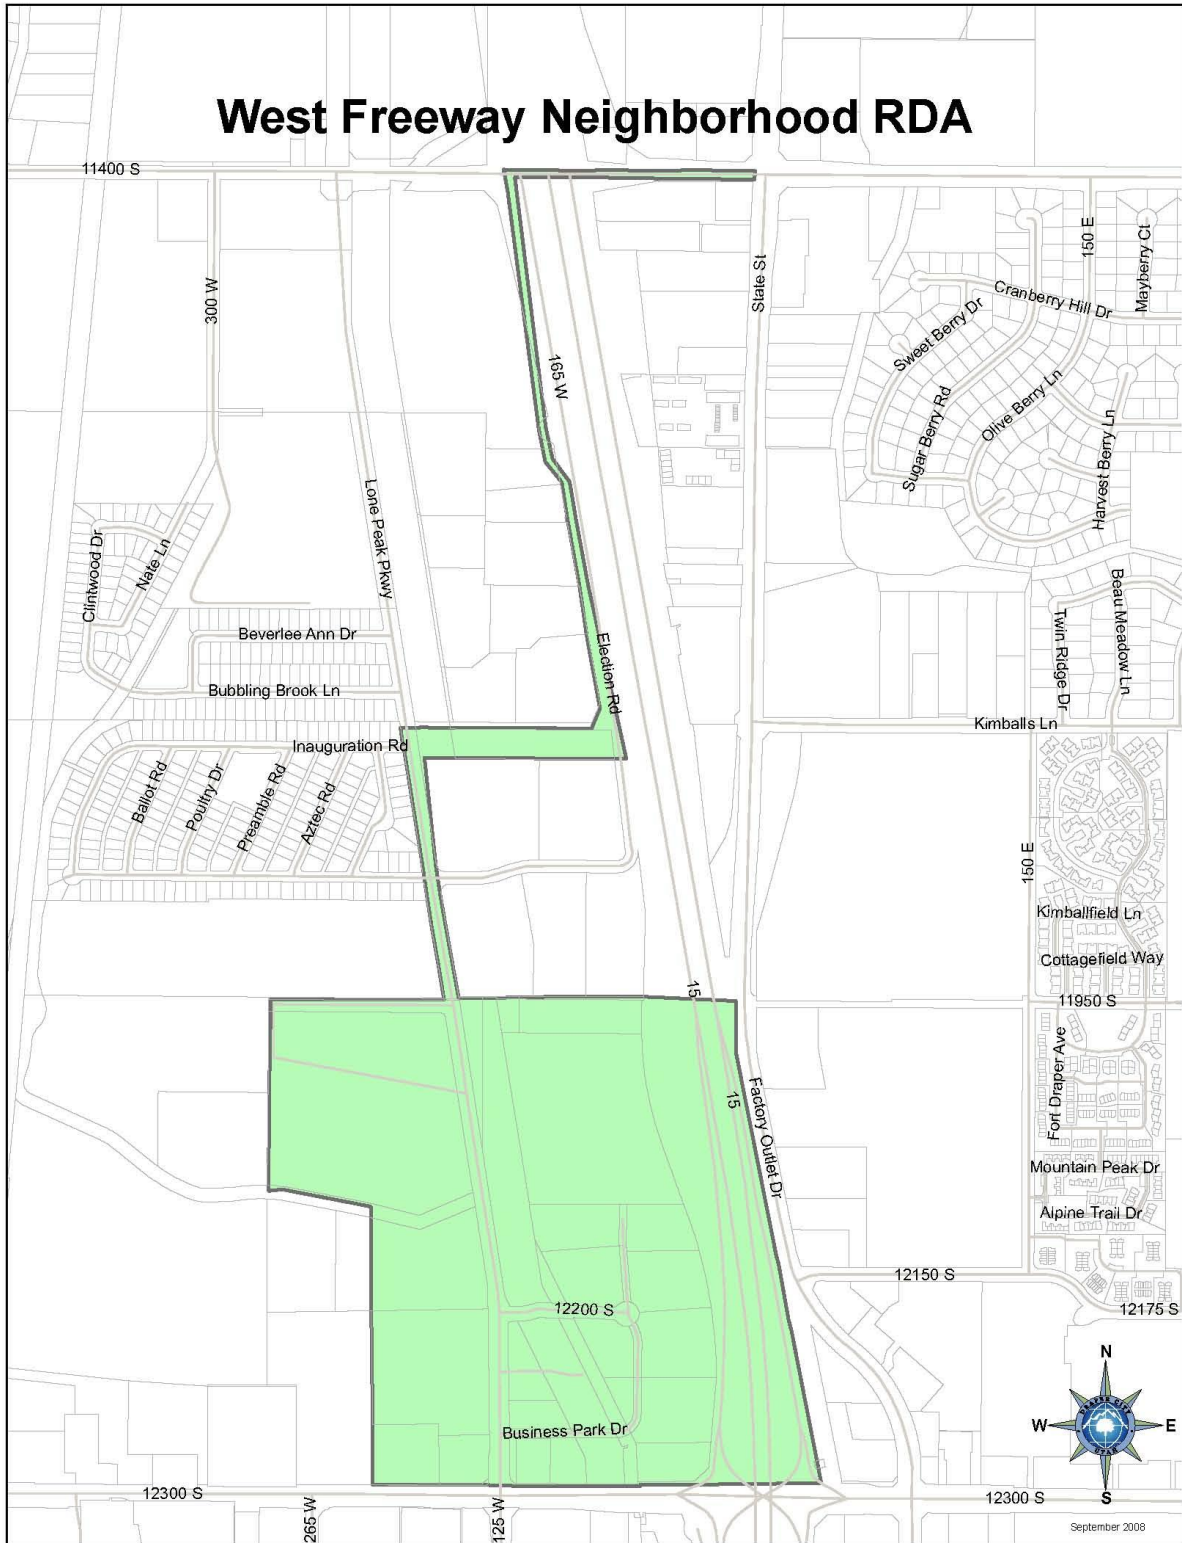 West Freeway Neighborhood RDA
11400 S
300 W
State St
150 E
Mayberry Ct
Cranberry Hill Dr
Sweet Berry Dr
165 W
Sugar Berry Rd
Olive Berry Ln
Harvest Berry Ln
Lone Peak Pkwy
Clintwood Dr
Nate Ln
Beverlee Ann Dr
Election Rd
Twin Ridge Dr
Beau Meadow Ln
Bubbling Brook Ln
Kimballs Ln
Inauguration Rd
Ballot Rd
Poultry Dr
Preamble Rd
Aztec Rd
150 E
Kimballfield Ln
Cottagefield Way
15
11950 S
Fort Draper Ave
15
Factory Outlet Dr
Mountain Peak Dr
Alpine Trail Dr
12150 S
12200 S
12175 S
N
W
E
S
DRAPER CITY
UTAH
Business Park Dr
12300 S
265 W
125 W
12300 S
September 2008